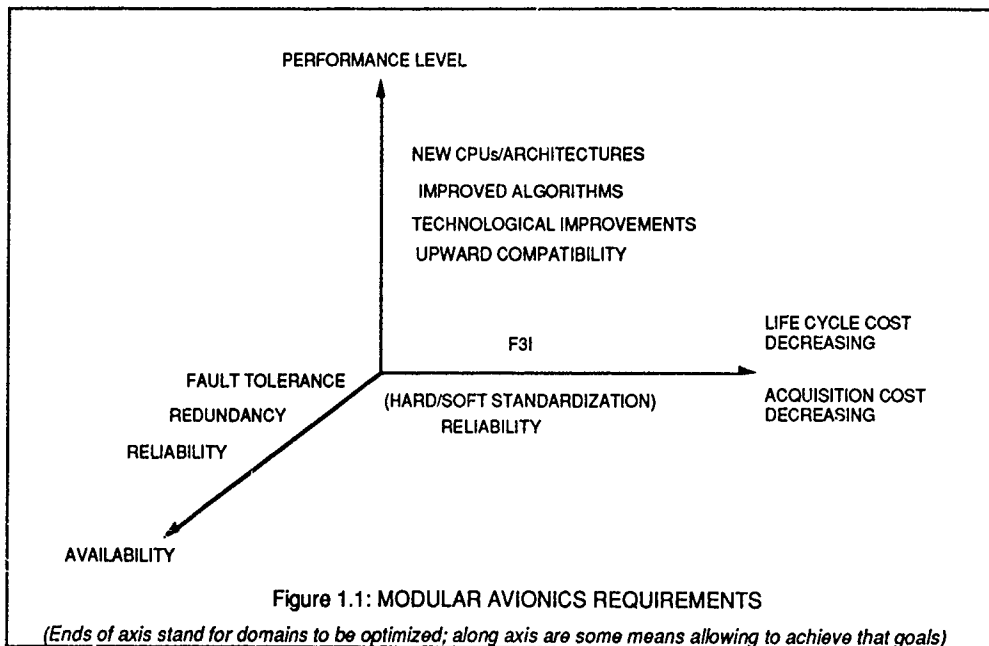 PERFORMANCE LEVEL
NEW CPUs/ARCHITECTURES
IMPROVED ALGORITHMS
TECHNOLOGICAL IMPROVEMENTS
UPWARD COMPATIBILITY
LIFE CYCLE COST
DECREASING
F3I
FAULT TOLERANCE
(HARD/SOFT STANDARDIZATION)
ACQUISITION COST
DECREASING
REDUNDANCY
RELIABILITY
RELIABILITY
AVAILABILITY
Figure 1.1: MODULAR AVIONICS REQUIREMENTS
(Ends of axis stand for domains to be optimized; along axis are some means allowing to achieve that goals)